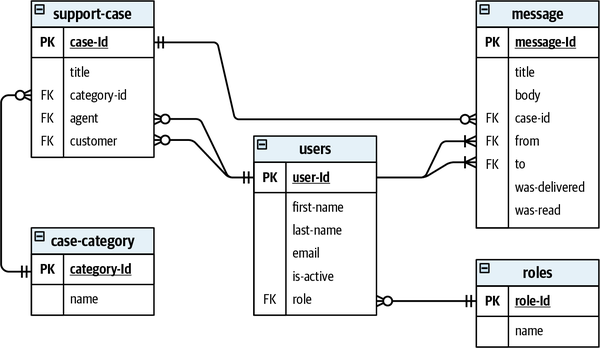 support-case
PK case-Id
title
FK category-id
FK agent
FK customer
message
PK message-Id
title
body
FK case-id
FK from
FK to
was-delivered
was-read
users
PK user-Id
first-name
last-name
email
is-active
FK role
case-category
PK category-Id
name
roles
PK role-Id
name